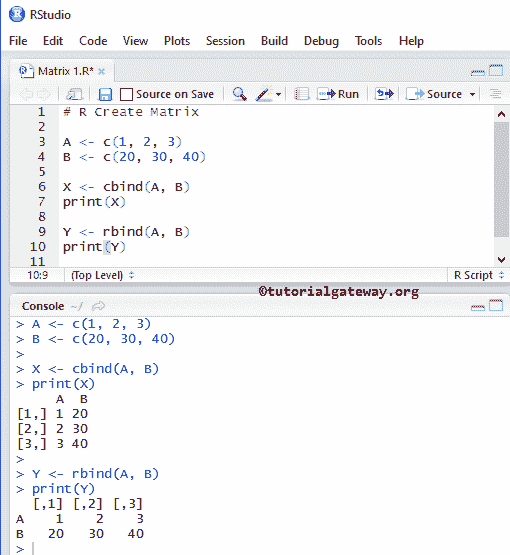 RStudio
File Edit Code View Plots Session Build Debug Tools Help
Matrix 1.R* ×
Source on Save Run Source
1 # R Create Matrix
2
3 A <- c(1, 2, 3)
4 B <- c(20, 30, 40)
5
6 X <- cbind(A, B)
7 print(X)
8
9 Y <- rbind(A, B)
10 print(Y)
11
10:9 (Top Level) R Script
©tutorialgateway.org
Console ~/
> A <- c(1, 2, 3)
> B <- c(20, 30, 40)
>
> X <- cbind(A, B)
> print(X)
     A  B
[1,] 1 20
[2,] 2 30
[3,] 3 40
>
> Y <- rbind(A, B)
> print(Y)
  [,1] [,2] [,3]
A    1    2    3
B   20   30   40
>